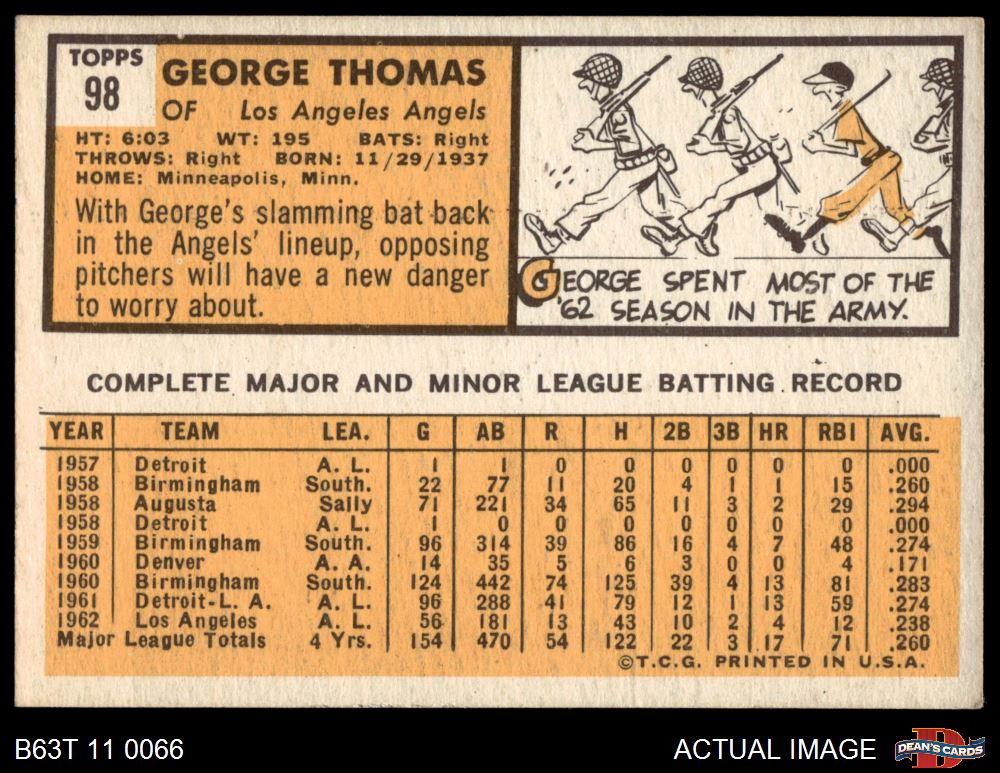 TOPPS
98
GEORGE THOMAS
OF Los Angeles Angels
HT: 6:03 WT: 195 BATS: Right
THROWS: Right BORN: 11/29/1937
HOME: Minneapolis, Minn.
With George's slamming bat back
in the Angels' lineup, opposing
pitchers will have a new danger
to worry about.
GEORGE SPENT MOST OF THE
'62 SEASON IN THE ARMY.
COMPLETE MAJOR AND MINOR LEAGUE BATTING RECORD
YEAR TEAM LEA. G AB R H 2B 3B HR RBI AVG.
1957 Detroit A. L. 1 1 0 0 0 0 0 0 .000
1958 Birmingham South. 22 77 11 20 4 1 1 15 .260
1958 Augusta Sally 71 221 34 65 11 3 2 29 .294
1958 Detroit A. L. 1 0 0 0 0 0 0 0 .000
1959 Birmingham South. 96 314 39 86 16 4 7 48 .274
1960 Denver A. A. 14 35 5 6 3 0 0 4 .171
1960 Birmingham South. 124 442 74 125 39 4 13 81 .283
1961 Detroit-L. A. A. L. 96 288 41 79 12 1 13 59 .274
1962 Los Angeles A. L. 56 181 13 43 10 2 4 12 .238
Major League Totals 4 Yrs. 154 470 54 122 22 3 17 71 .260
©T.C.G. PRINTED IN U.S.A.
B63T 11 0066
ACTUAL IMAGE
D
DEAN'S CARDS